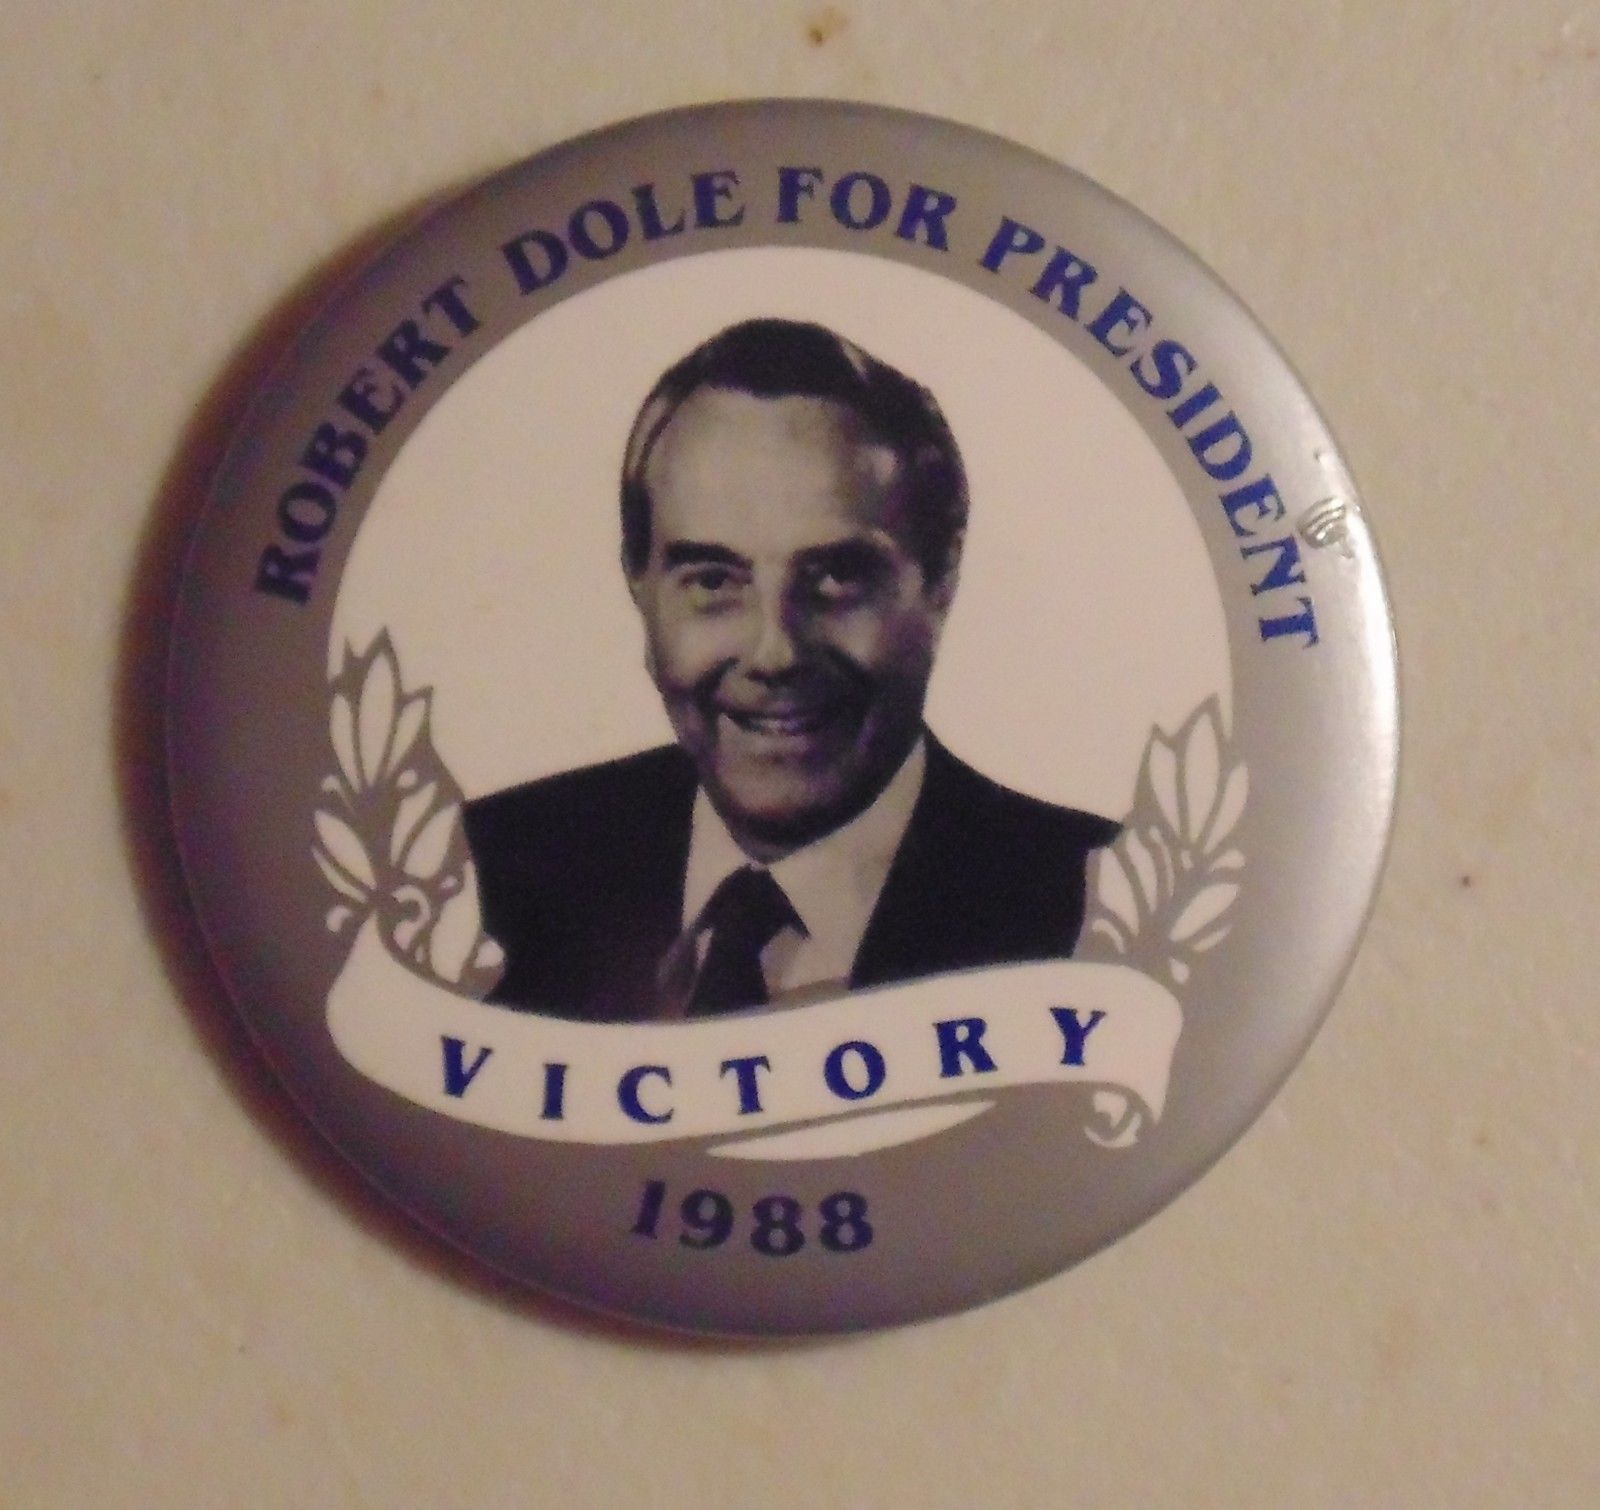 ROBERT DOLE FOR PRESIDENT
VICTORY
1988